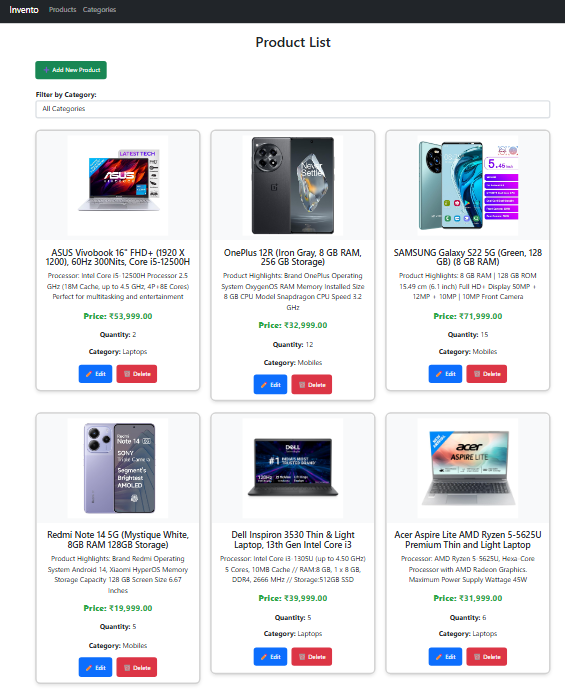 Invento Products Categories
Product List
Add New Product
Filter by Category:
All Categories
LATEST TECH
ASUS
ASUS Vivobook 16" FHD+ (1920 X
1200), 60Hz 300Nits, Core i5-12500H
Processor: Intel Core i5-12500H Processor 2.5
GHz (18M Cache, up to 4.5 GHz, 4P+8E Cores)
Perfect for multitasking and entertainment
Price: ₹53,999.00
Quantity: 2
Category: Laptops
Edit Delete
Never
Settle
OnePlus 12R (Iron Gray, 8 GB RAM,
256 GB Storage)
Product Highlights: Brand OnePlus Operating
System OxygenOS RAM Memory Installed Size
8 GB CPU Model Snapdragon CPU Speed 3.2
GHz
Price: ₹32,999.00
Quantity: 12
Category: Mobiles
Edit Delete
SAMSUNG Galaxy S22 5G (Green, 128
GB) (8 GB RAM)
Product Highlights: 8 GB RAM | 128 GB ROM
15.49 cm (6.1 inch) Full HD+ Display 50MP +
12MP + 10MP | 10MP Front Camera
Price: ₹71,999.00
Quantity: 15
Category: Mobiles
Edit Delete
Redmi
Note 14 5G
SONY
Triple Camera
Segment's
Brightest
AMOLED
Redmi Note 14 5G (Mystique White,
8GB RAM 128GB Storage)
Product Highlights: Brand Redmi Operating
System Android 14, Xiaomi HyperOS Memory
Storage Capacity 128 GB Screen Size 6.67
Inches
Price: ₹19,999.00
Quantity: 5
Category: Mobiles
Edit Delete
DELL
#1 INDIA'S MOST
TRUSTED BRAND
120Hz
Dell Inspiron 3530 Thin & Light
Laptop, 13th Gen Intel Core i3
Processor: Intel Core i3-1305U (up to 4.50 GHz)
5 Cores, 10MB Cache // RAM:8 GB, 1 x 8 GB,
DDR4, 2666 MHz // Storage:512GB SSD
Price: ₹39,999.00
Quantity: 5
Category: Laptops
Edit Delete
acer
ASPIRE LITE
Acer Aspire Lite AMD Ryzen 5-5625U
Premium Thin and Light Laptop
Processor: AMD Ryzen 5-5625U, Hexa-Core
Processor with AMD Radeon Graphics.
Maximum Power Supply Wattage 45W
Price: ₹31,999.00
Quantity: 6
Category: Laptops
Edit Delete